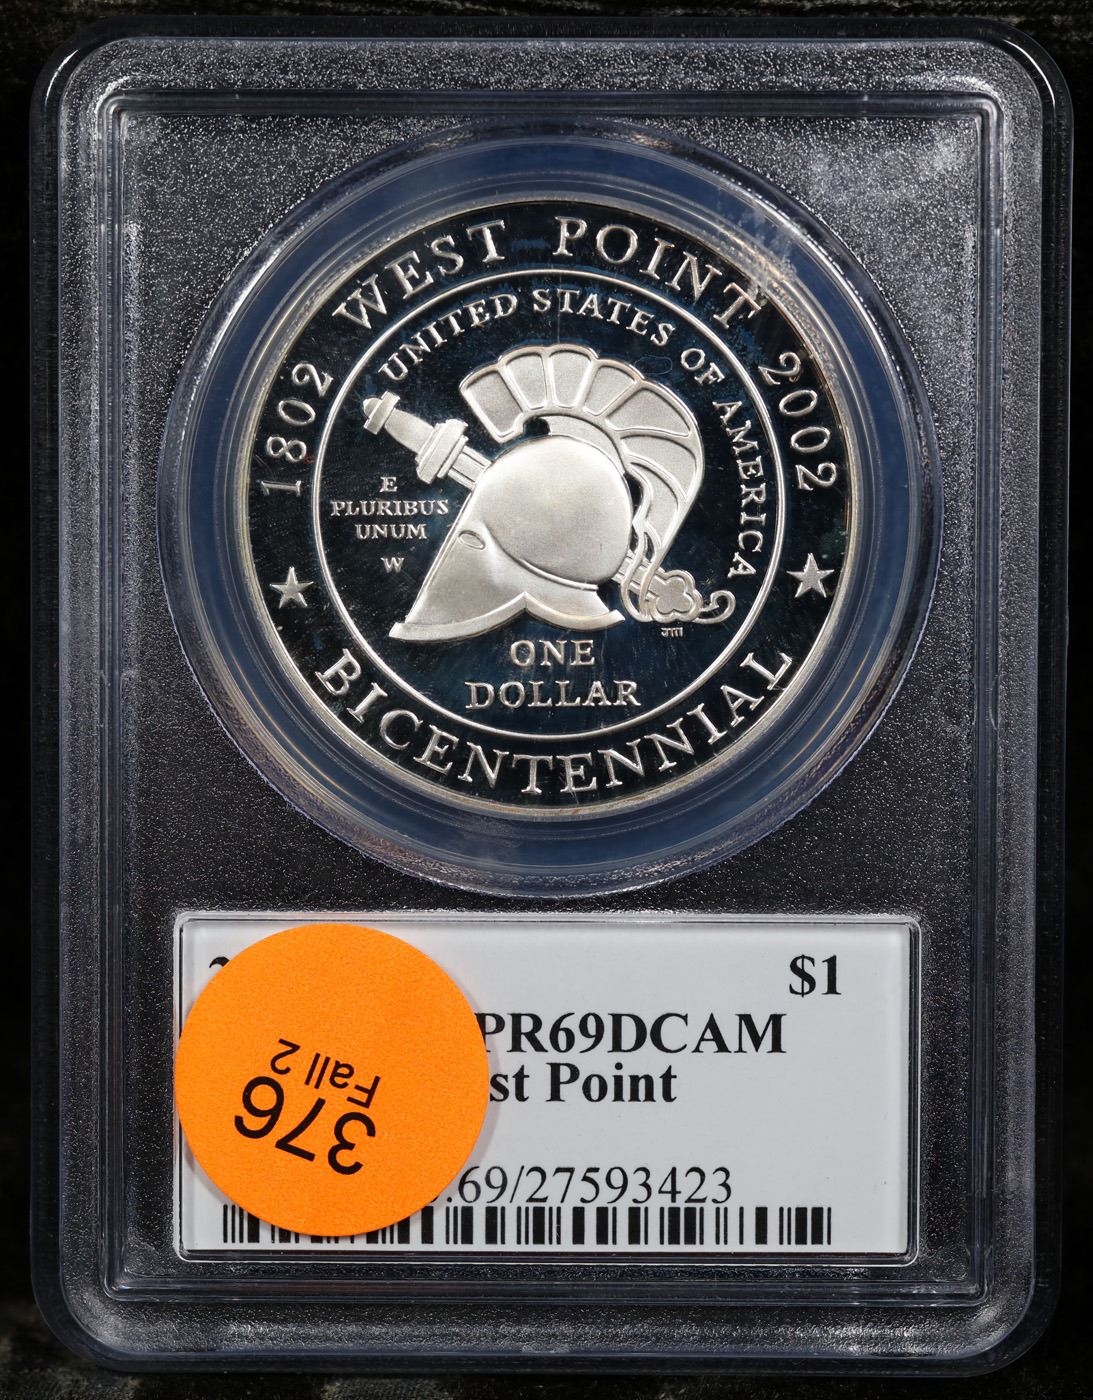 1802 WEST POINT 2002
UNITED STATES OF AMERICA
E
PLURIBUS
UNUM
W
ONE
DOLLAR
BICENTENNIAL
$1
PR69DCAM
st Point
.69/27593423
376
Fall 2